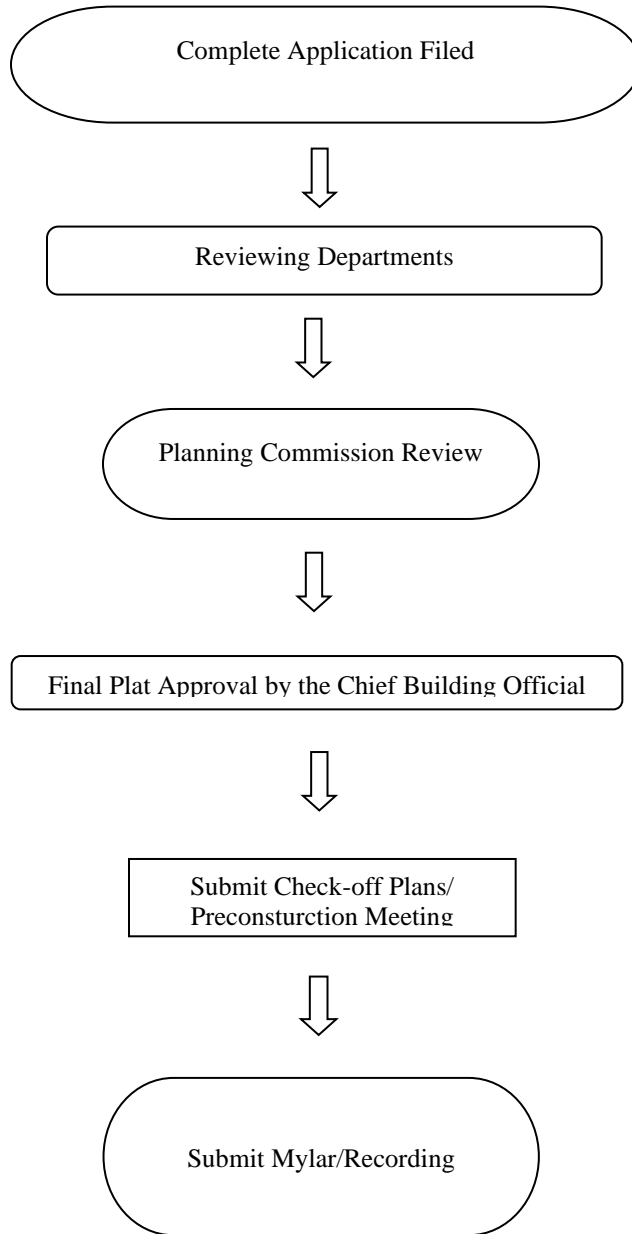 Complete Application Filed
Reviewing Departments
Planning Commission Review
Final Plat Approval by the Chief Building Official
Submit Check-off Plans/
Preconsturction Meeting
Submit Mylar/Recording